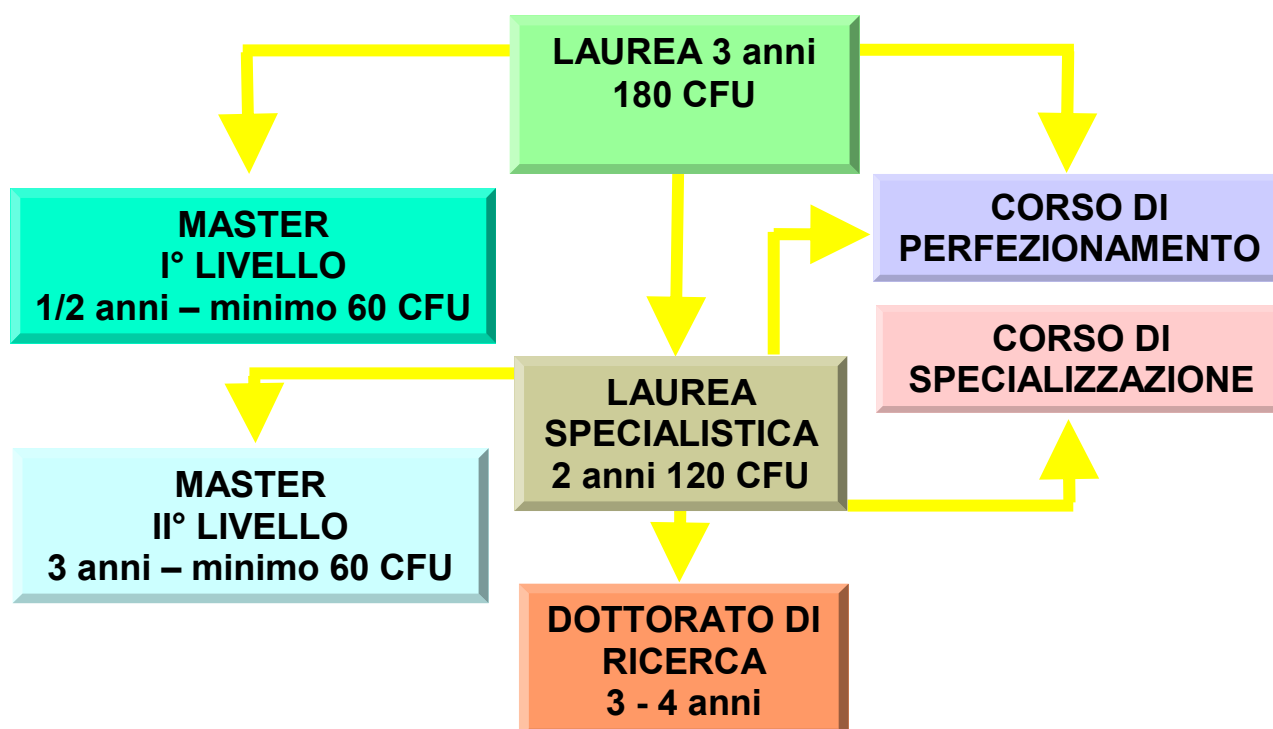 LAUREA 3 anni
180 CFU
MASTER
I° LIVELLO
1/2 anni – minimo 60 CFU
CORSO DI
PERFEZIONAMENTO
CORSO DI
SPECIALIZZAZIONE
LAUREA
SPECIALISTICA
2 anni 120 CFU
MASTER
II° LIVELLO
3 anni – minimo 60 CFU
DOTTORATO DI
RICERCA
3 - 4 anni